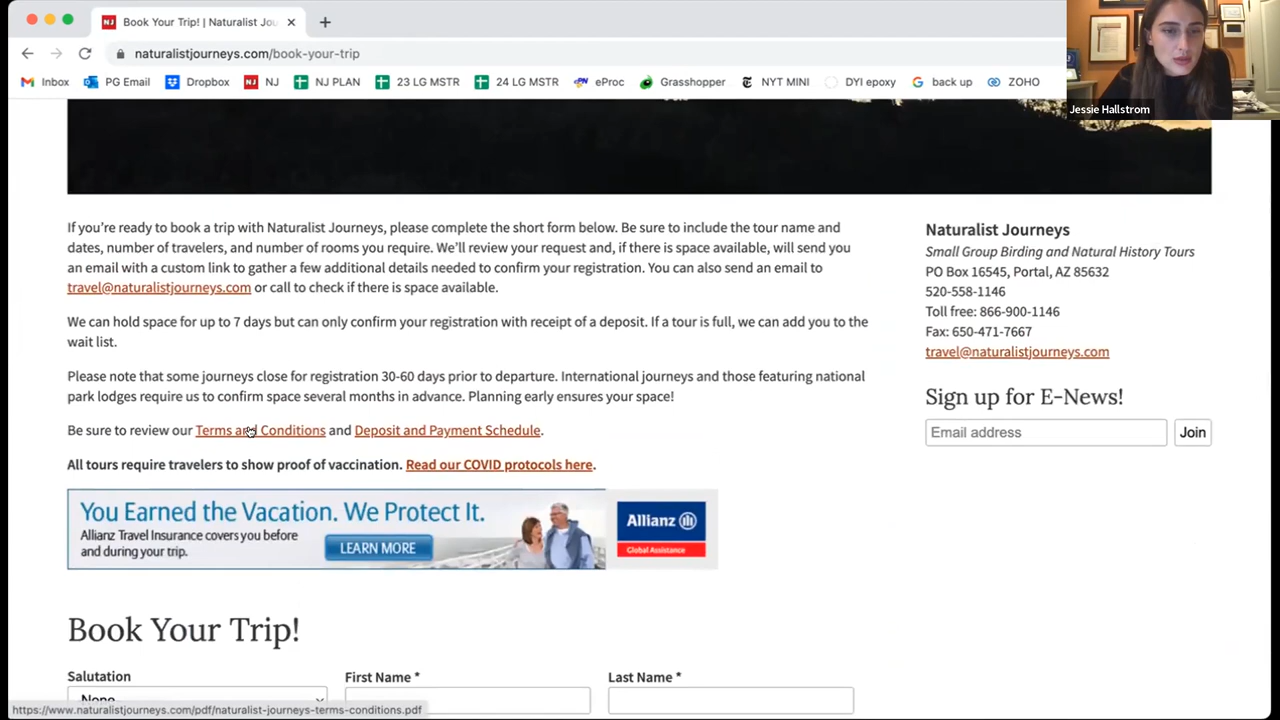 Book Your Trip! | Naturalist Jou
naturalistjourneys.com/book-your-trip
Inbox PG Email Dropbox NJ NJ PLAN 23 LG MSTR 24 LG MSTR eProc Grasshopper NYT MINI DYI epoxy back up ZOHO
Jessie Hallstrom
If you're ready to book a trip with Naturalist Journeys, please complete the short form below. Be sure to include the tour name and
dates, number of travelers, and number of rooms you require. We'll review your request and, if there is space available, will send you
an email with a custom link to gather a few additional details needed to confirm your registration. You can also send an email to
travel@naturalistjourneys.com or call to check if there is space available.
We can hold space for up to 7 days but can only confirm your registration with receipt of a deposit. If a tour is full, we can add you to the
wait list.
Please note that some journeys close for registration 30-60 days prior to departure. International journeys and those featuring national
park lodges require us to confirm space several months in advance. Planning early ensures your space!
Be sure to review our Terms and Conditions and Deposit and Payment Schedule.
All tours require travelers to show proof of vaccination. Read our COVID protocols here.
You Earned the Vacation. We Protect It.
Allianz Travel Insurance covers you before
and during your trip.
LEARN MORE
Allianz
Global Assistance
Naturalist Journeys
Small Group Birding and Natural History Tours
PO Box 16545, Portal, AZ 85632
520-558-1146
Toll free: 866-900-1146
Fax: 650-471-7667
travel@naturalistjourneys.com
Sign up for E-News!
Email address Join
Book Your Trip!
Salutation First Name * Last Name *
None
https://www.naturalistjourneys.com/pdf/naturalist-journeys-terms-conditions.pdf